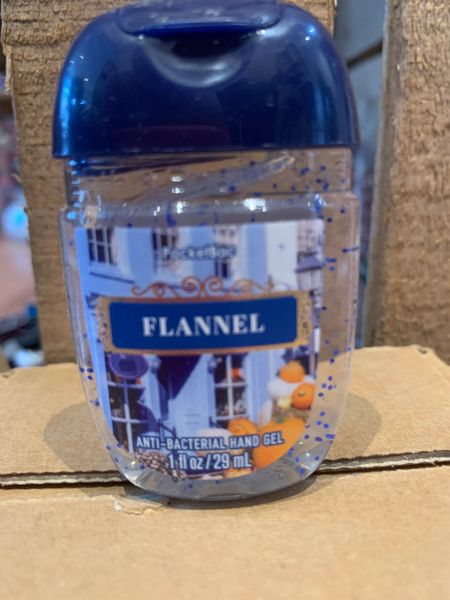 PocketBac
FLANNEL
ANTI-BACTERIAL HAND GEL
1 fl oz/29 mL